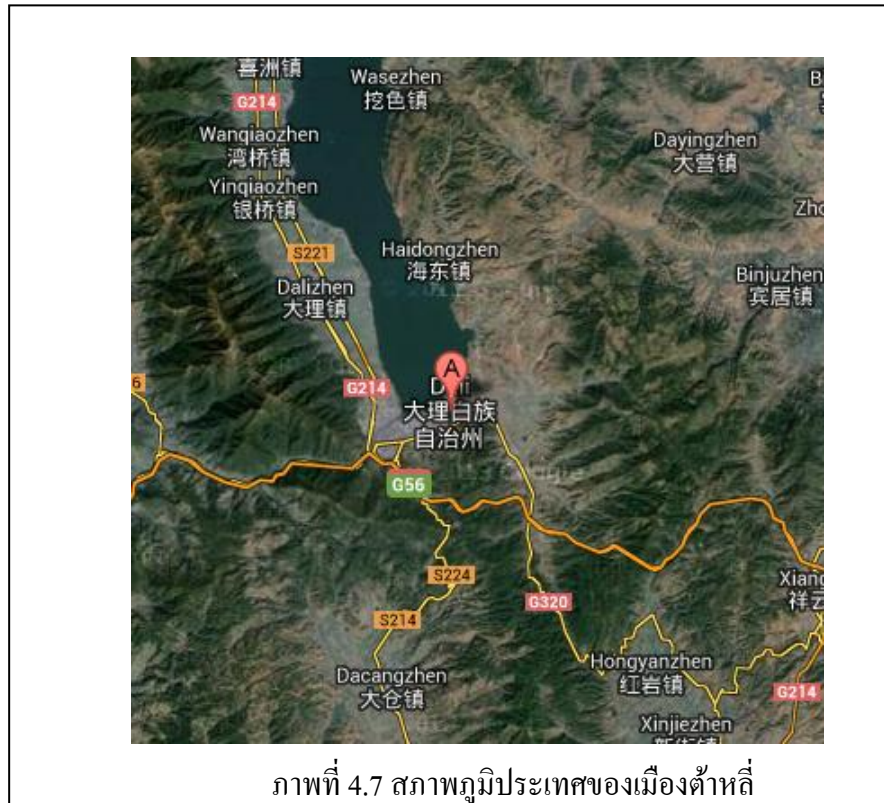 喜洲镇
G214
Wasezhen
挖色镇
Wanqiaozhen
湾桥镇
Dayingzhen
大营镇
Yinqiaozhen
银桥镇
S221
Haidongzhen
海东镇
Dalizhen
大理镇
Binjuzhen
宾居镇
A
G214
大理白族
自治州
G56
S224
S214
G320
Dacangzhen
大仓镇
Hongyanzhen
红岩镇
G214
Xinjiezhen
ภาพที่ 4.7 สภาพภูมิประเทศของเมืองต้าหลี่